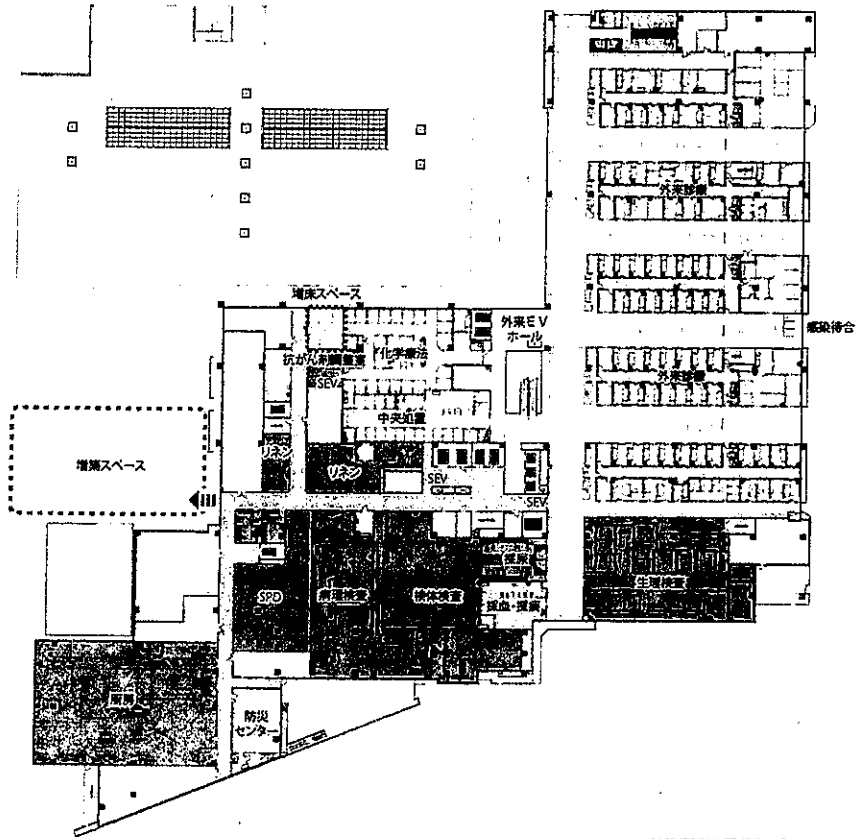 外来診療
増床スペース
外来EV
ホール
感染待合
抗がん剤調製室
化学療法
SEV
外来診療
中央処置
増築スペース
リネン
リネン
SEV
SEV
採尿
SPD
病理検査
検体検査
採血・採尿
生理検査
厨房
防災
センター